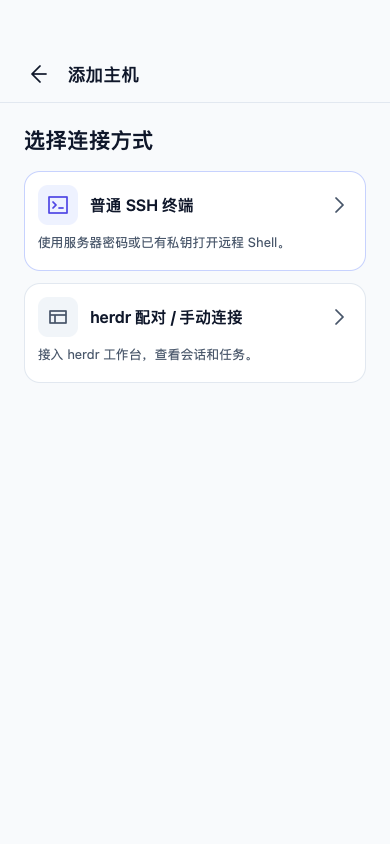 添加主机
选择连接方式
普通 SSH 终端
使用服务器密码或已有私钥打开远程 Shell。
herdr 配对 / 手动连接
接入 herdr 工作台，查看会话和任务。